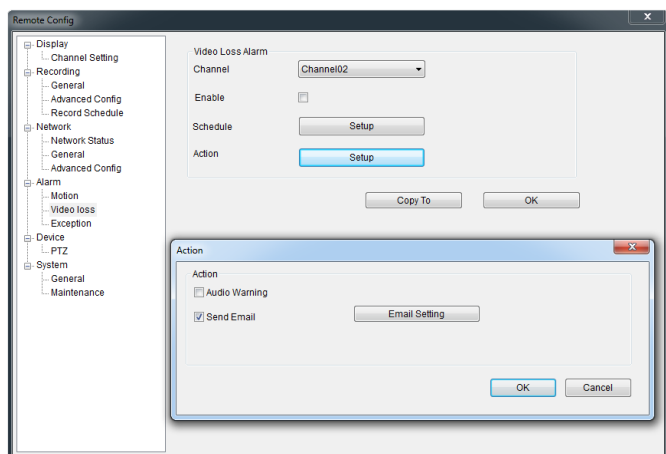 Remote Config
x
Display
Channel Setting
Recording
General
Advanced Config
Record Schedule
Network
Network Status
General
Advanced Config
Alarm
Motion
Video loss
Exception
Device
PTZ
System
General
Maintenance
Video Loss Alarm
Channel Channel02
Enable
Schedule Setup
Action Setup
Copy To OK
Action
x
Action
Audio Warning
Send Email Email Setting
OK Cancel